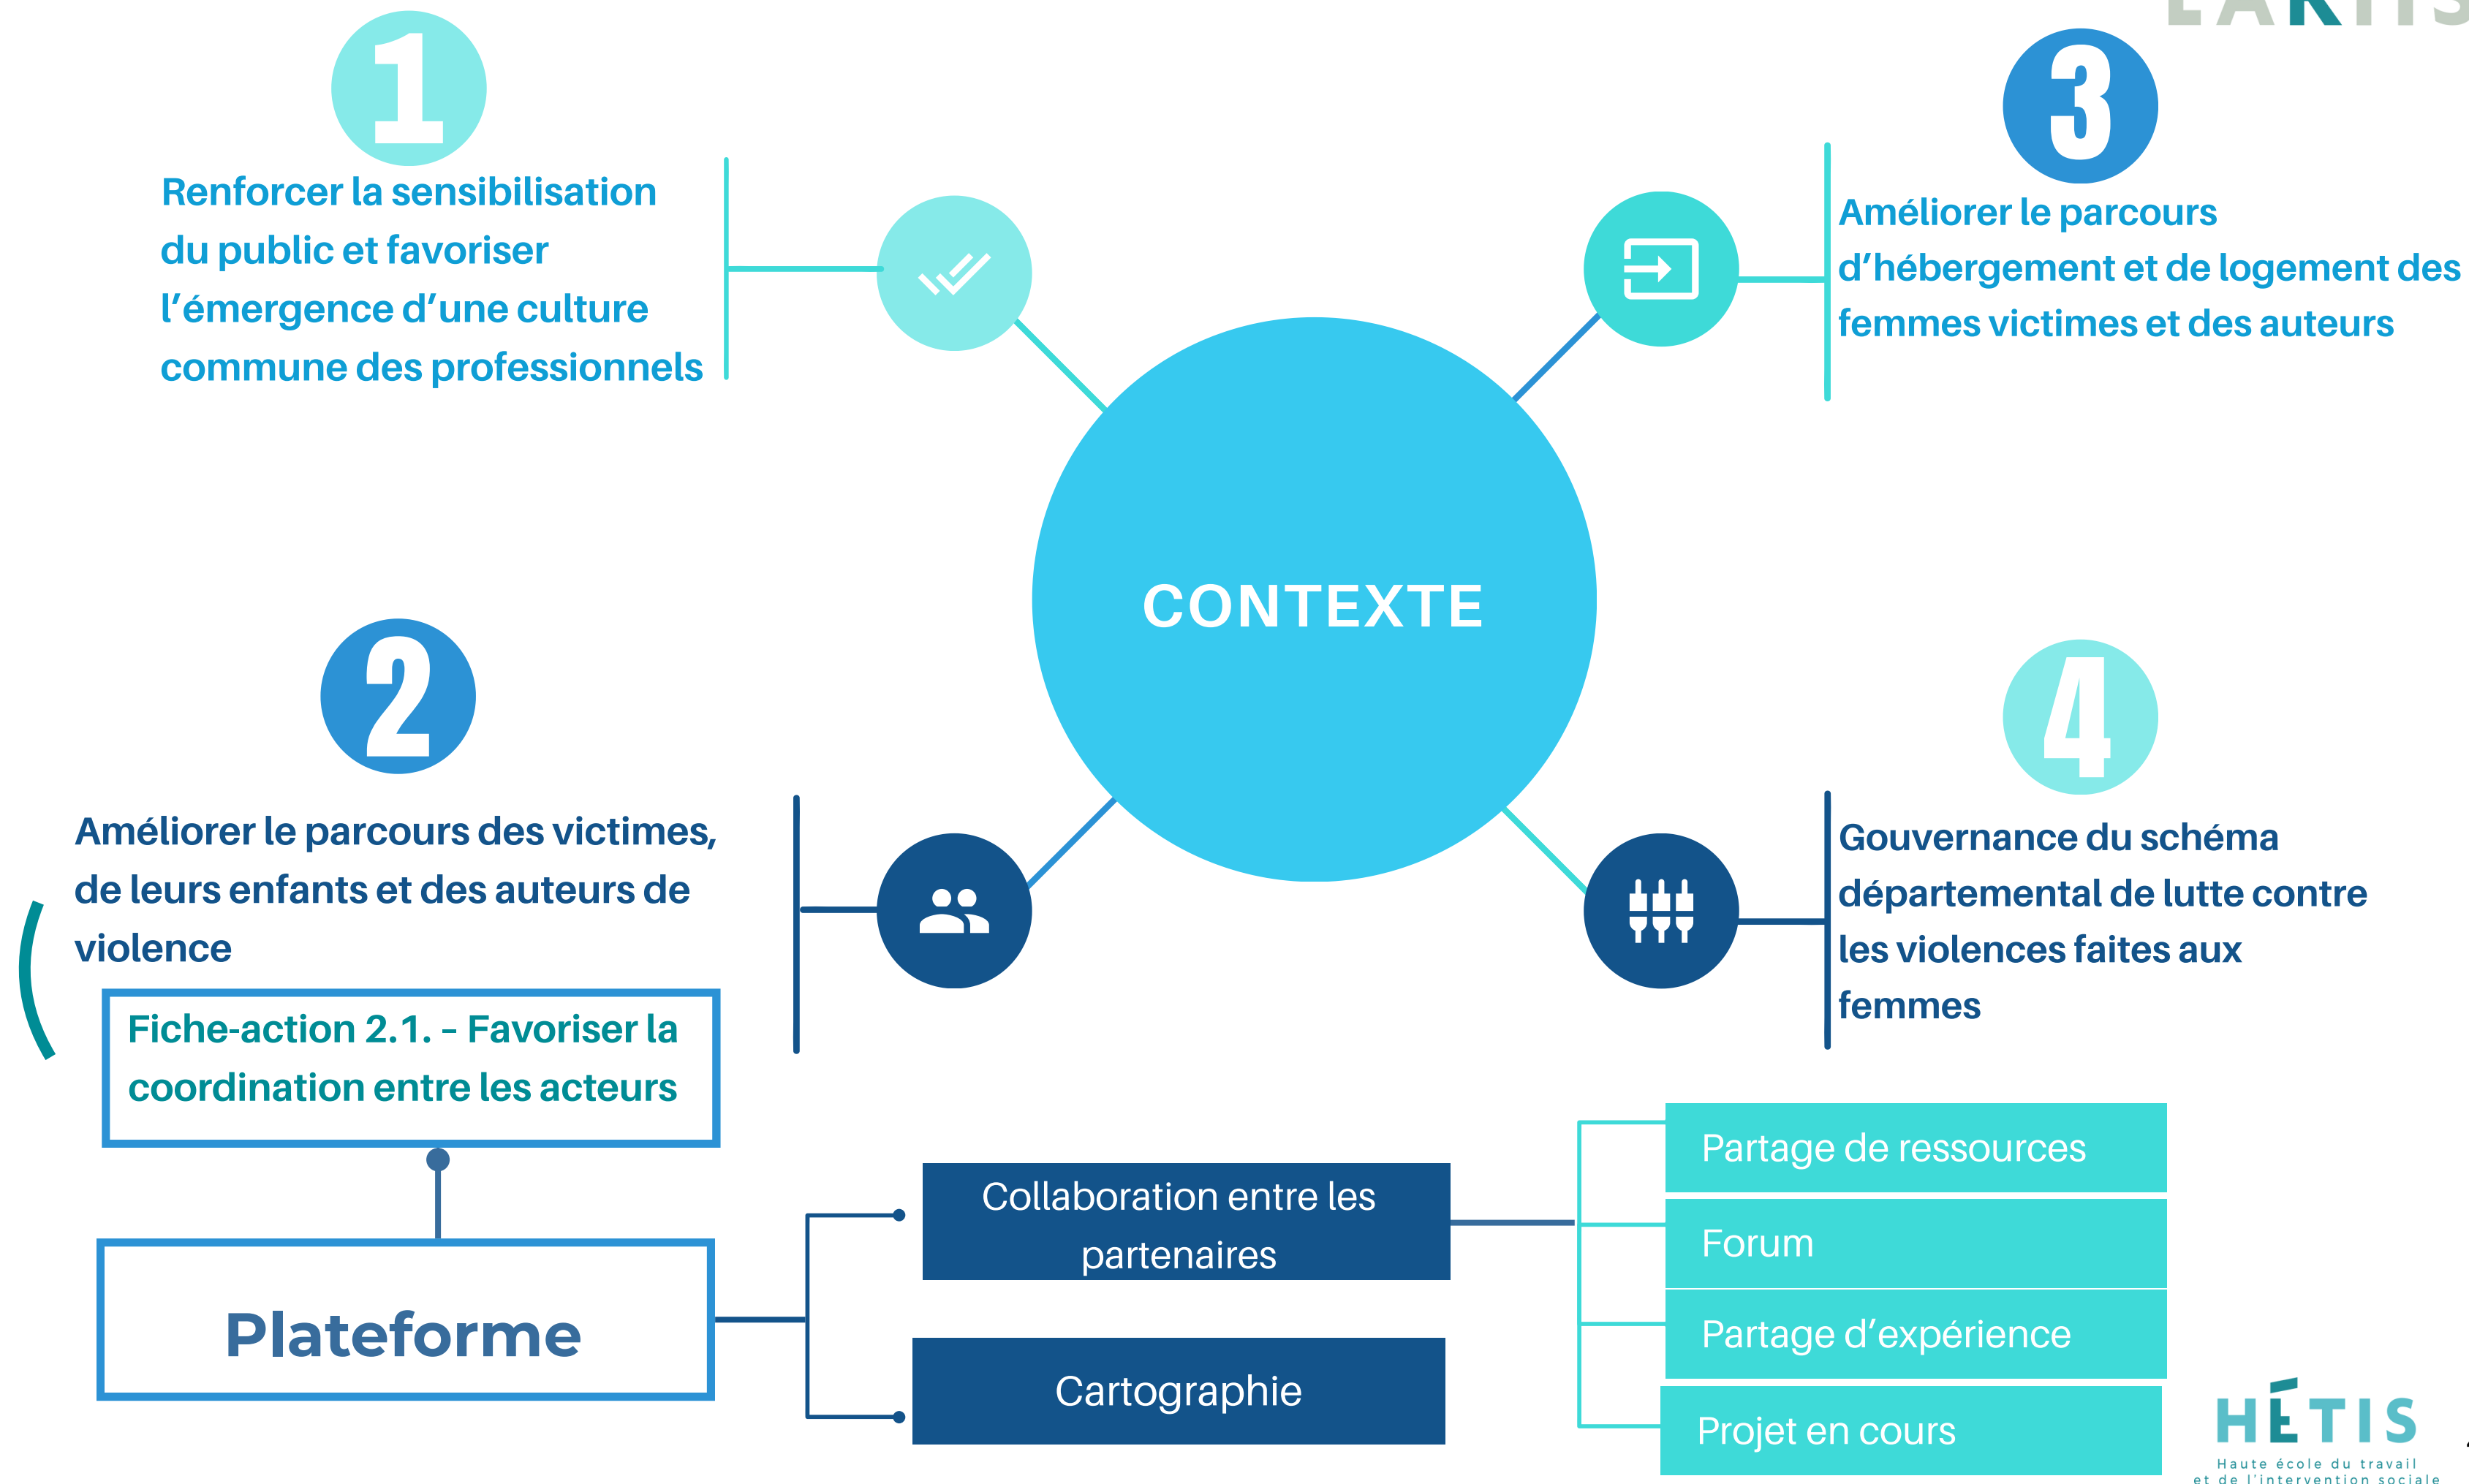 1
Renforcer la sensibilisation
du public et favoriser
l’émergence d’une culture
commune des professionnels
2
Améliorer le parcours des victimes,
de leurs enfants et des auteurs de
violence
Fiche-action 2.1. – Favoriser la
coordination entre les acteurs
CONTEXTE
3
Améliorer le parcours
d’hébergement et de logement des
femmes victimes et des auteurs
4
Gouvernance du schéma
départemental de lutte contre
les violences faites aux
femmes
Plateforme
Collaboration entre les
partenaires
Cartographie
Partage de ressources
Forum
Partage d’expérience
Projet en cours
HÉTIS
Haute école du travail
et de l’intervention sociale